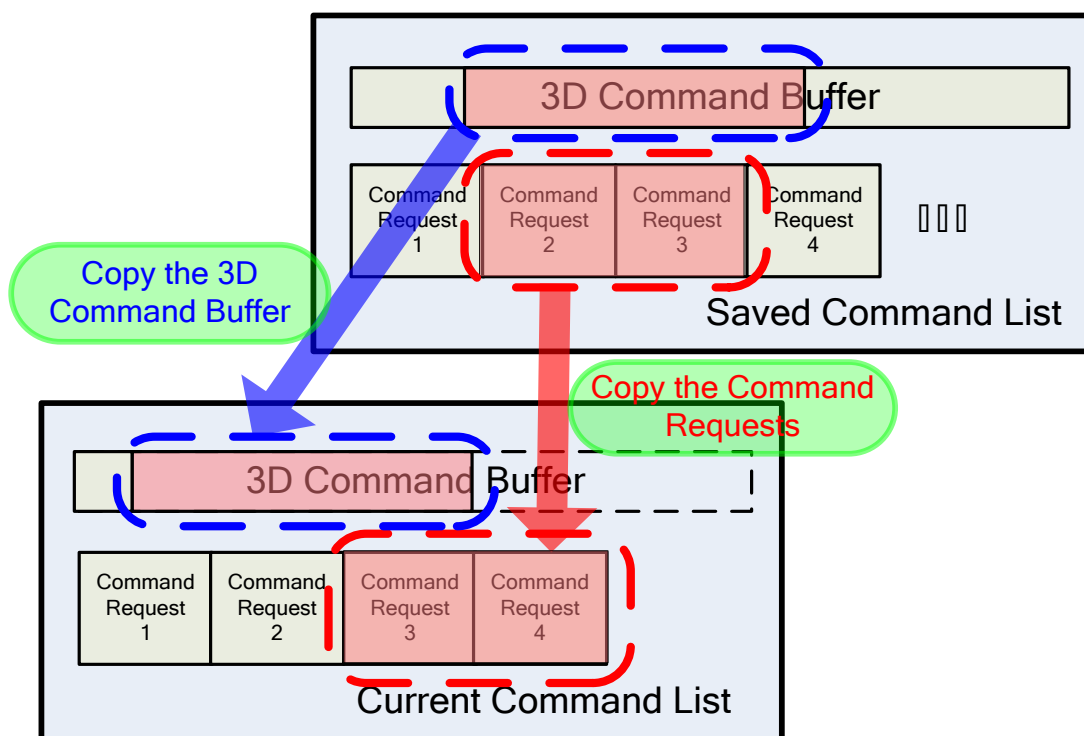 3D Command Buffer
Command
Request
1
Command
Request
2
Command
Request
3
Command
Request
4
Saved Command List
Copy the 3D
Command Buffer
Copy the Command
Requests
3D Command Buffer
Command
Request
1
Command
Request
2
Command
Request
3
Command
Request
4
Current Command List